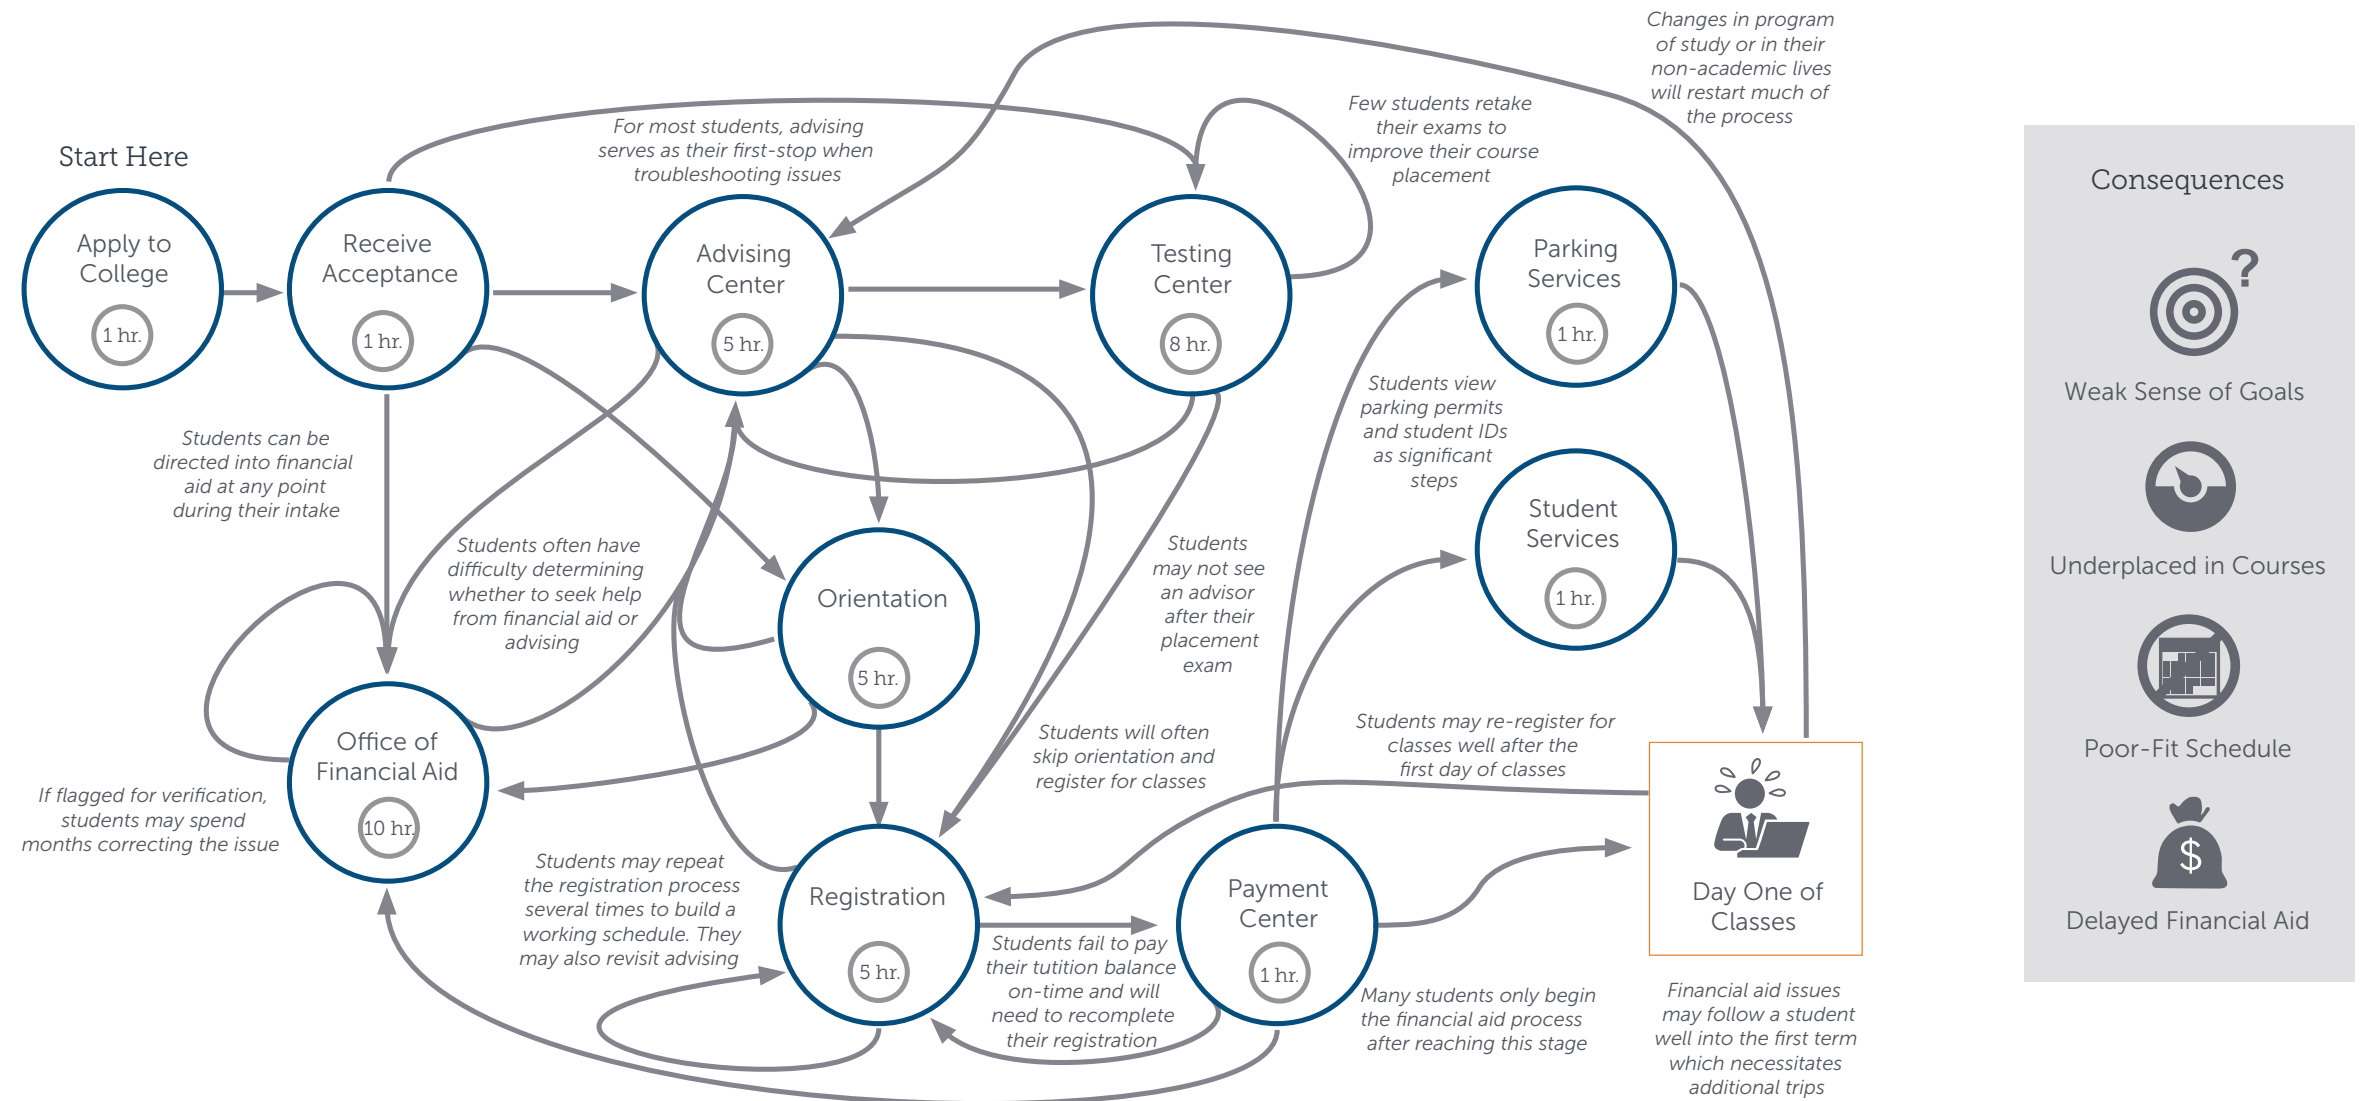 Start Here
Apply to
College
1 hr.
Receive
Acceptance
1 hr.
For most students, advising
serves as their first-stop when
troubleshooting issues
Advising
Center
5 hr.
Testing
Center
8 hr.
Few students retake
their exams to
improve their course
placement
Changes in program
of study or in their
non-academic lives
will restart much of
the process
Parking
Services
1 hr.
Students view
parking permits
and student IDs
as significant
steps
Student
Services
1 hr.
Students can be
directed into financial
aid at any point
during their intake
Students often have
difficulty determining
whether to seek help
from financial aid or
advising
Orientation
5 hr.
Students
may not see
an advisor
after their
placement
exam
Office of
Financial Aid
10 hr.
If flagged for verification,
students may spend
months correcting the issue
Students will often
skip orientation and
register for classes
Students may re-register for
classes well after the
first day of classes
Students may repeat
the registration process
several times to build a
working schedule. They
may also revisit advising
Registration
5 hr.
Students fail to pay
their tutition balance
on-time and will
need to recomplete
their registration
Payment
Center
1 hr.
Many students only begin
the financial aid process
after reaching this stage
Day One of
Classes
Financial aid issues
may follow a student
well into the first term
which necessitates
additional trips
Consequences
?
Weak Sense of Goals
Underplaced in Courses
Poor-Fit Schedule
$
Delayed Financial Aid